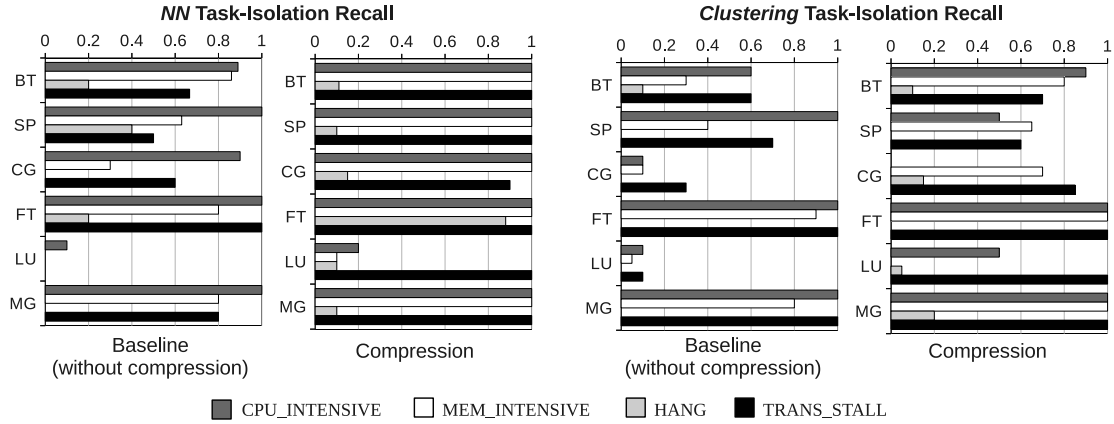 NN Task-Isolation Recall
0 0.2 0.4 0.6 0.8 1
BT
SP
CG
FT
LU
MG
Baseline
(without compression)
0 0.2 0.4 0.6 0.8 1
BT
SP
CG
FT
LU
MG
Compression
Clustering Task-Isolation Recall
0 0.2 0.4 0.6 0.8 1
BT
SP
CG
FT
LU
MG
Baseline
(without compression)
0 0.2 0.4 0.6 0.8 1
BT
SP
CG
FT
LU
MG
Compression
CPU_INTENSIVE MEM_INTENSIVE HANG TRANS_STALL